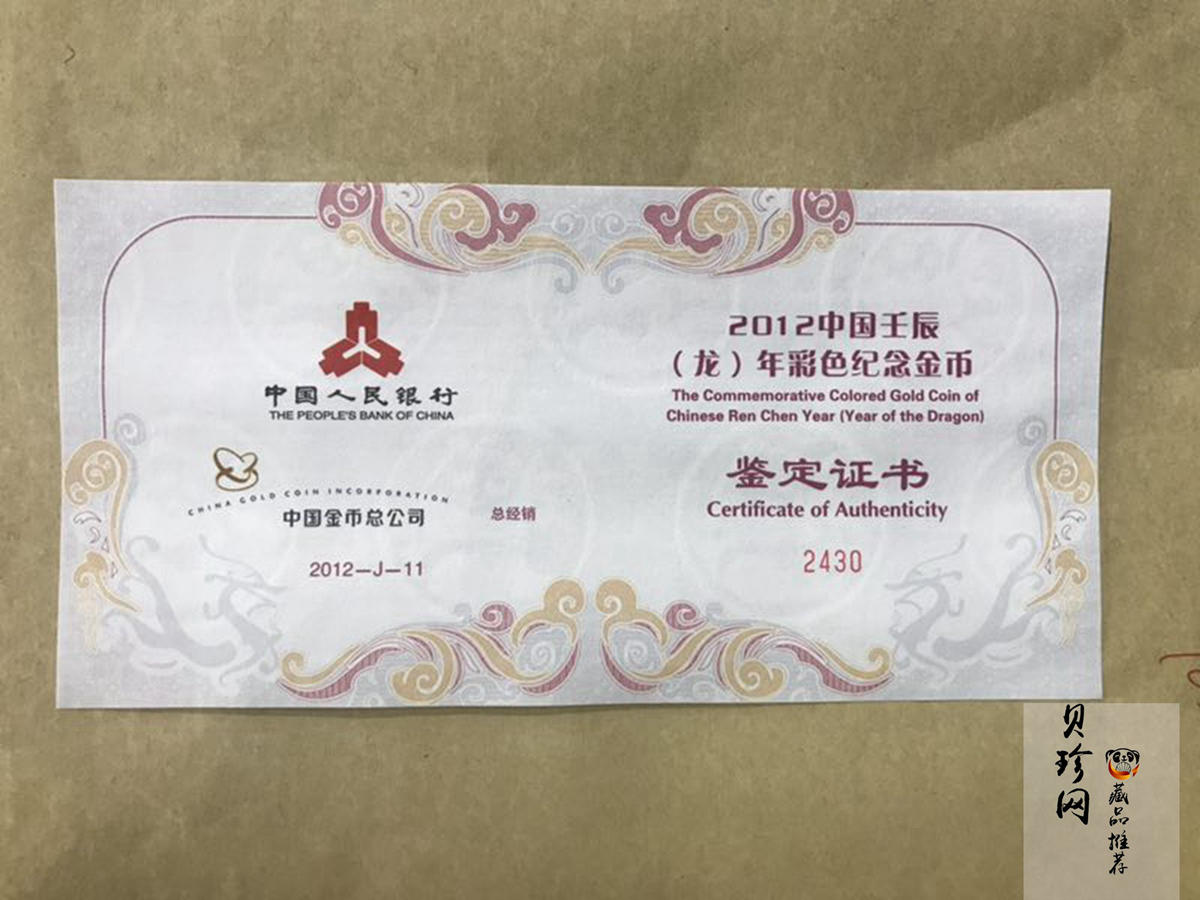 中国人民银行
THE PEOPLE'S BANK OF CHINA
CHINA GOLD COIN INCORPORATION
中国金币总公司
总经销
2012—J—11
2012中国壬辰
（龙）年彩色纪念金币
The Commemorative Colored Gold Coin of
Chinese Ren Chen Year (Year of the Dragon)
鉴定证书
Certificate of Authenticity
2430
贝珍网
藏品推荐